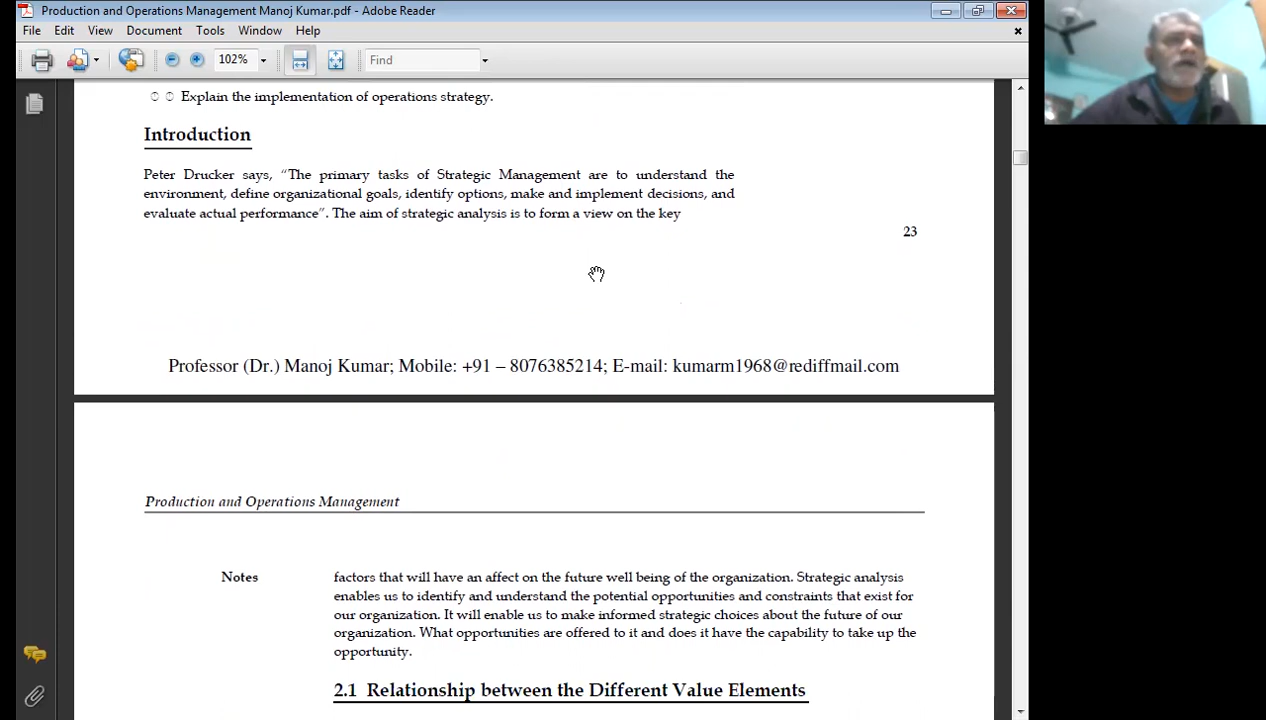 Production and Operations Management Manoj Kumar.pdf - Adobe Reader
File Edit View Document Tools Window Help
102%
Find
Explain the implementation of operations strategy.
Introduction
Peter Drucker says, “The primary tasks of Strategic Management are to understand the
environment, define organizational goals, identify options, make and implement decisions, and
evaluate actual performance”. The aim of strategic analysis is to form a view on the key
23
Professor (Dr.) Manoj Kumar; Mobile: +91 – 8076385214; E-mail: kumarm1968@rediffmail.com
Production and Operations Management
Notes
factors that will have an affect on the future well being of the organization. Strategic analysis
enables us to identify and understand the potential opportunities and constraints that exist for
our organization. It will enable us to make informed strategic choices about the future of our
organization. What opportunities are offered to it and does it have the capability to take up the
opportunity.
2.1 Relationship between the Different Value Elements